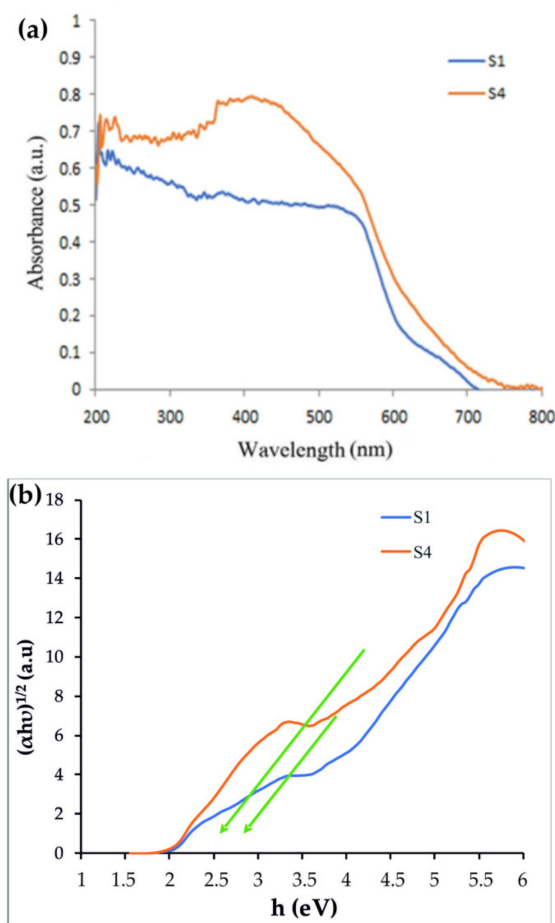 (a)
1
0.9
0.8
0.7
0.6
0.5
0.4
0.3
0.2
0.1
0
Absorbance (a.u.)
S1
S4
200 300 400 500 600 700 800
Wavelength (nm)
(b)
18
16
14
12
10
8
6
4
2
0
(αhυ)1/2 (a.u)
S1
S4
1 1.5 2 2.5 3 3.5 4 4.5 5 5.5 6
h (eV)